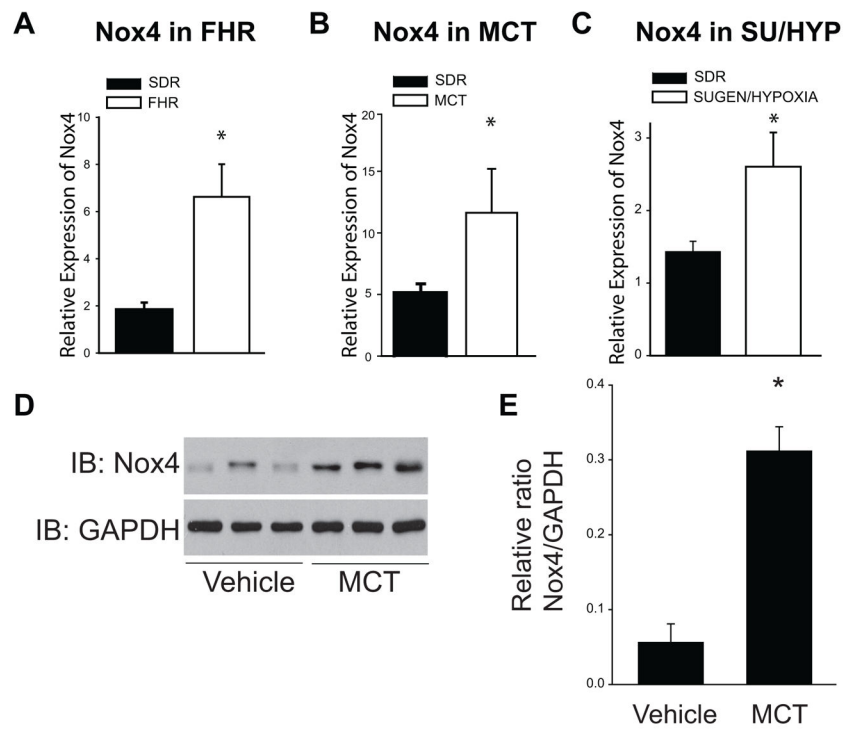 A
Nox4 in FHR
SDR
FHR
Relative Expression of Nox4
10
8
6
4
2
0
*
B
Nox4 in MCT
SDR
MCT
Relative Expression of Nox4
20
15
10
5
0
*
C
Nox4 in SU/HYP
SDR
SUGEN/HYPOXIA
Relative Expression of Nox4
3
2
1
0
*
D
IB: Nox4
IB: GAPDH
Vehicle
MCT
E
Relative ratio
Nox4/GAPDH
0.4
0.3
0.2
0.1
0.0
*
Vehicle
MCT